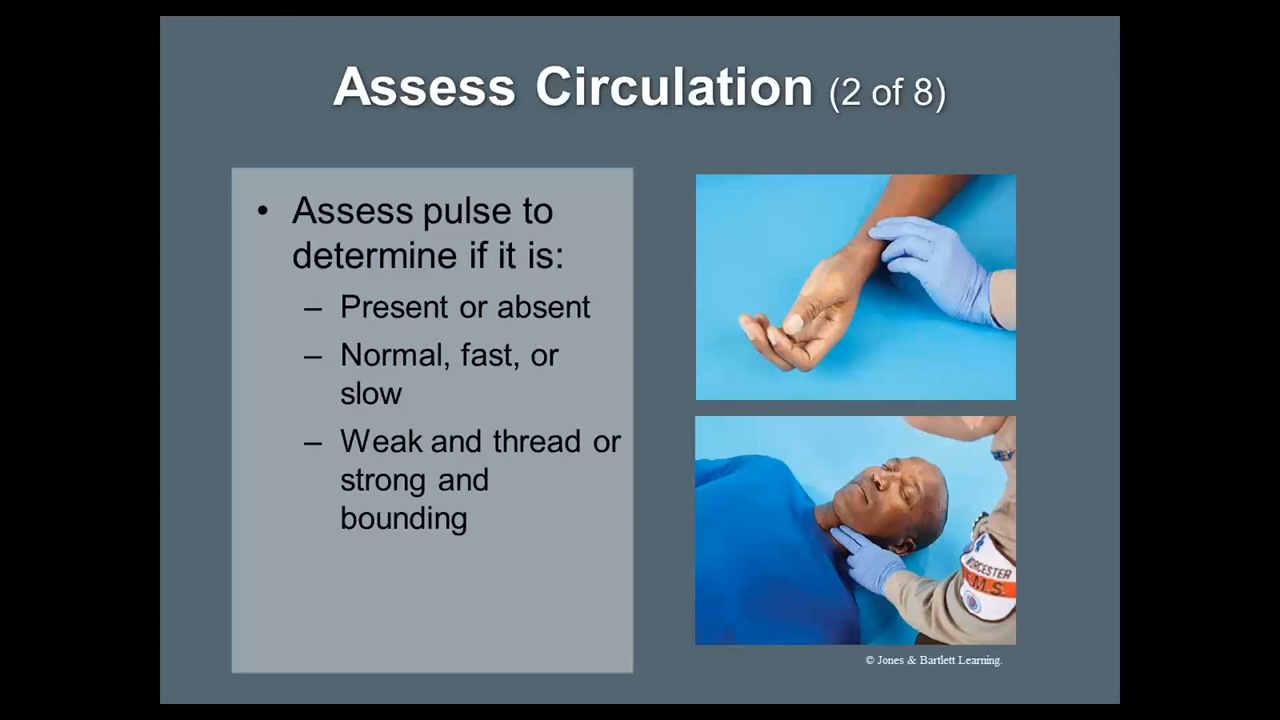 Assess Circulation (2 of 8)
• Assess pulse to
determine if it is:
– Present or absent
– Normal, fast, or
slow
– Weak and thread or
strong and
bounding
WORCESTER
E.M.S.
© Jones & Bartlett Learning.